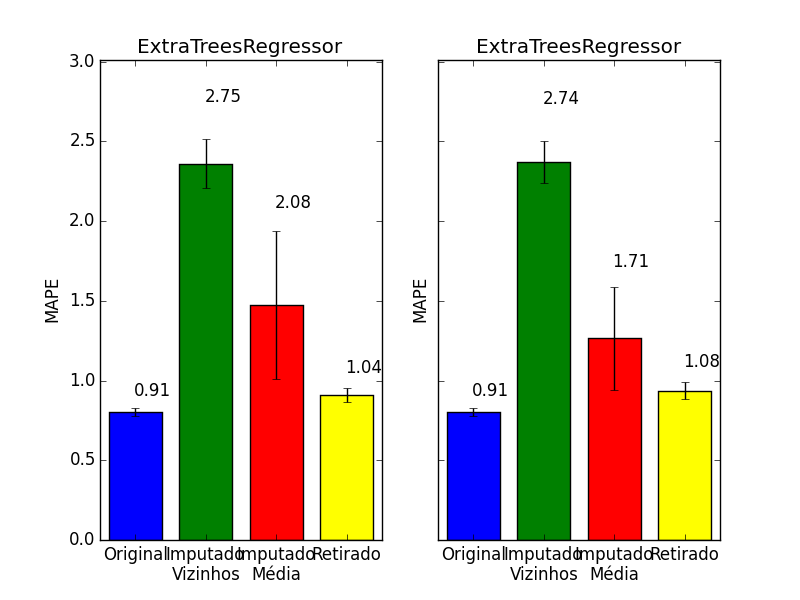 ExtraTreesRegressor
MAPE
3.0
2.5
2.0
1.5
1.0
0.5
0.0
0.91
2.75
2.08
1.04
Original
Imputado
Vizinhos
Imputado
Média
Retirado
ExtraTreesRegressor
MAPE
0.91
2.74
1.71
1.08
Original
Imputado
Vizinhos
Imputado
Média
Retirado